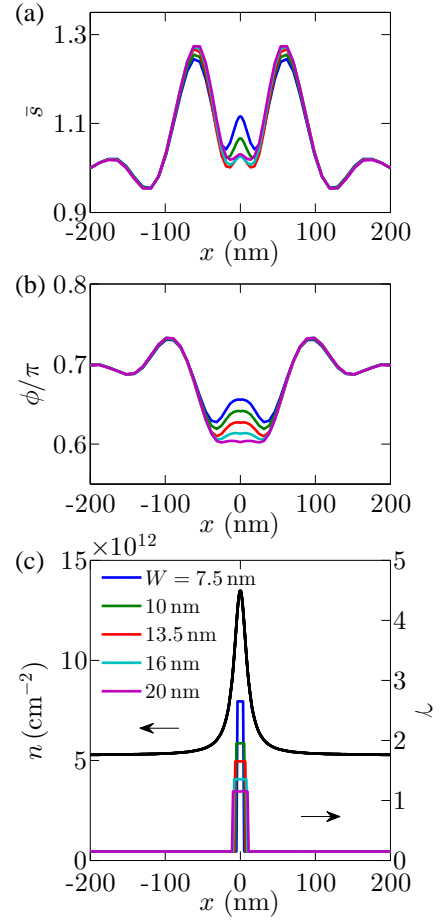 (a)
1.3
1.1
0.9
s̄
-200 -100 0 100 200
x (nm)
(b)
0.8
0.7
0.6
ϕ/π
-200 -100 0 100 200
x (nm)
(c)
×10¹²
15
10
5
0
n (cm⁻²)
W = 7.5 nm
10 nm
13.5 nm
16 nm
20 nm
5
4
3
2
1
0
γ
-200 -100 0 100 200
x (nm)